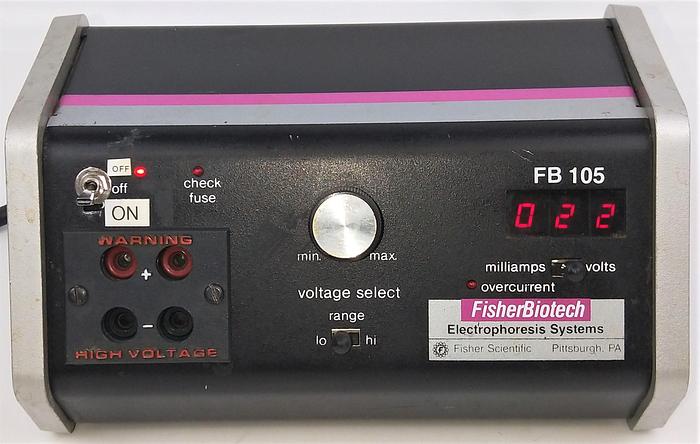 OFF
off
ON
check
fuse
WARNING
+
-
HIGH VOLTAGE
min.
max.
voltage select
range
lo
hi
FB 105
022
milliamps
volts
overcurrent
FisherBiotech
Electrophoresis Systems
Fisher Scientific Pittsburgh, PA